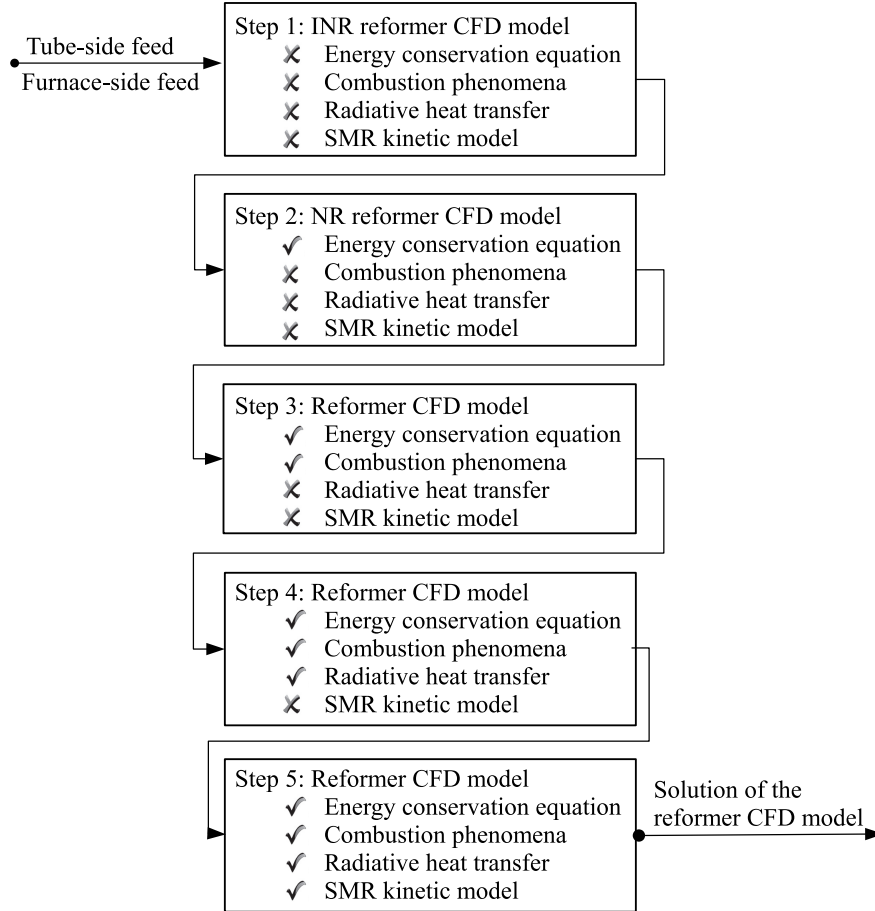 Tube-side feed
Furnace-side feed
Step 1: INR reformer CFD model
✗ Energy conservation equation
✗ Combustion phenomena
✗ Radiative heat transfer
✗ SMR kinetic model
Step 2: NR reformer CFD model
✓ Energy conservation equation
✗ Combustion phenomena
✗ Radiative heat transfer
✗ SMR kinetic model
Step 3: Reformer CFD model
✓ Energy conservation equation
✓ Combustion phenomena
✗ Radiative heat transfer
✗ SMR kinetic model
Step 4: Reformer CFD model
✓ Energy conservation equation
✓ Combustion phenomena
✓ Radiative heat transfer
✗ SMR kinetic model
Step 5: Reformer CFD model
✓ Energy conservation equation
✓ Combustion phenomena
✓ Radiative heat transfer
✓ SMR kinetic model
Solution of the
reformer CFD model